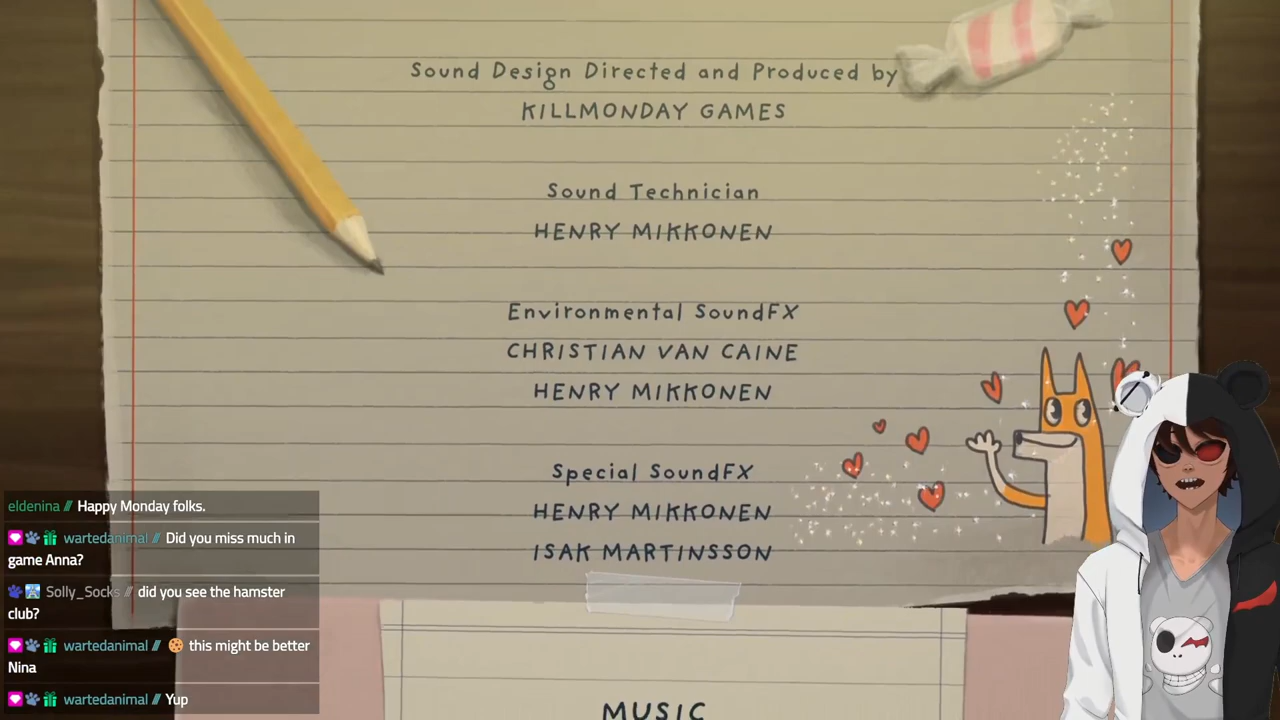 Sound Design Directed and Produced by
KILLMONDAY GAMES
Sound Technician
HENRY MIKKONEN
Environmental SoundFX
CHRISTIAN VAN CAINE
HENRY MIKKONEN
Special SoundFX
HENRY MIKKONEN
ISAK MARTINSSON
MUSIC
eldenina // Happy Monday folks.
wartedanimal // Did you miss much in
game Anna?
Solly_Socks // did you see the hamster
club?
wartedanimal // 🍪 this might be better
Nina
wartedanimal // Yup